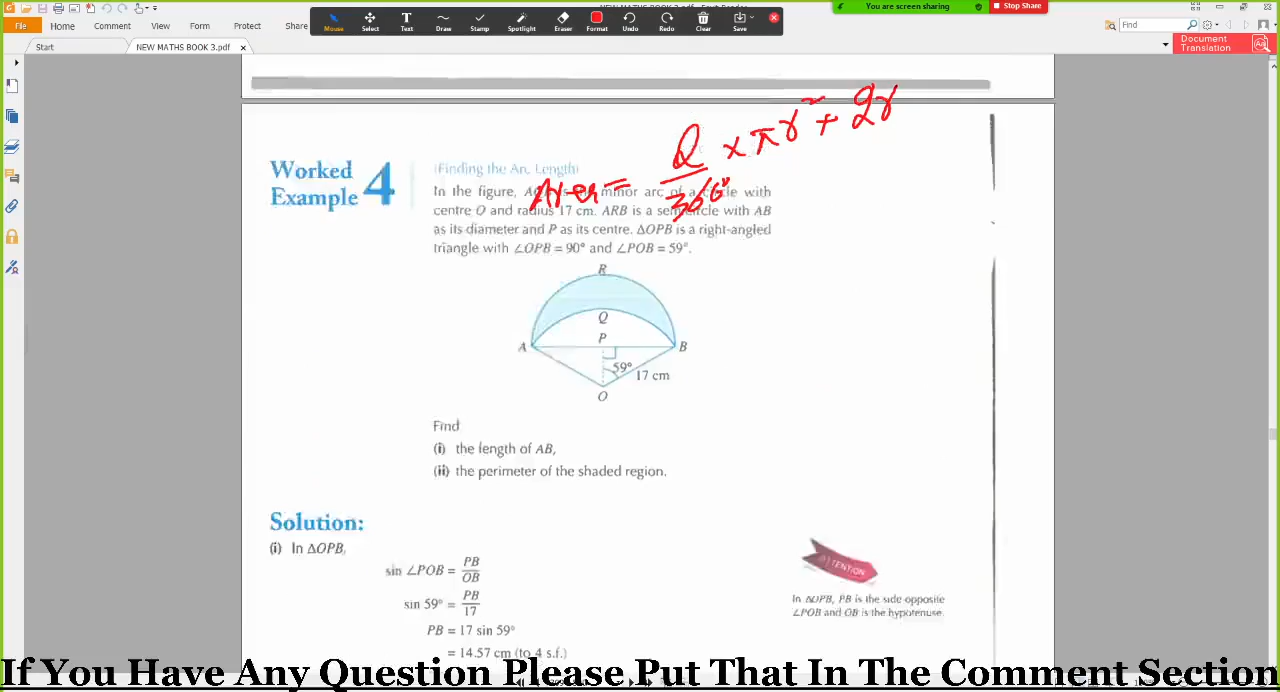 You are screen sharing
Stop Share
File
Home
Comment
View
Form
Protect
Share
Mouse
Select
Text
Draw
Stamp
Spotlight
Eraser
Format
Undo
Redo
Clear
Save
Find
Start
NEW MATHS BOOK 3.pdf
Document
Translation
Worked
Example 4
(Finding the Arc Length)
In the figure, minor arc of a circle with
centre O and radius 17 cm. ARB is a semicircle with AB
as its diameter and P as its centre. ΔOPB is a right-angled
triangle with ∠OPB = 90° and ∠POB = 59°.
Q × πr² + 2r
360°
R
Q
P
A
B
59°
17 cm
O
Find
(i) the length of AB,
(ii) the perimeter of the shaded region.
Solution:
(i) In ΔOPB,
sin ∠POB = PB
OB
sin 59° = PB
17
PB = 17 sin 59°
= 14.57 cm (to 4 s.f.)
ATTENTION
In ΔOPB, PB is the side opposite
∠POB and OB is the hypotenuse.
If You Have Any Question Please Put That In The Comment Section